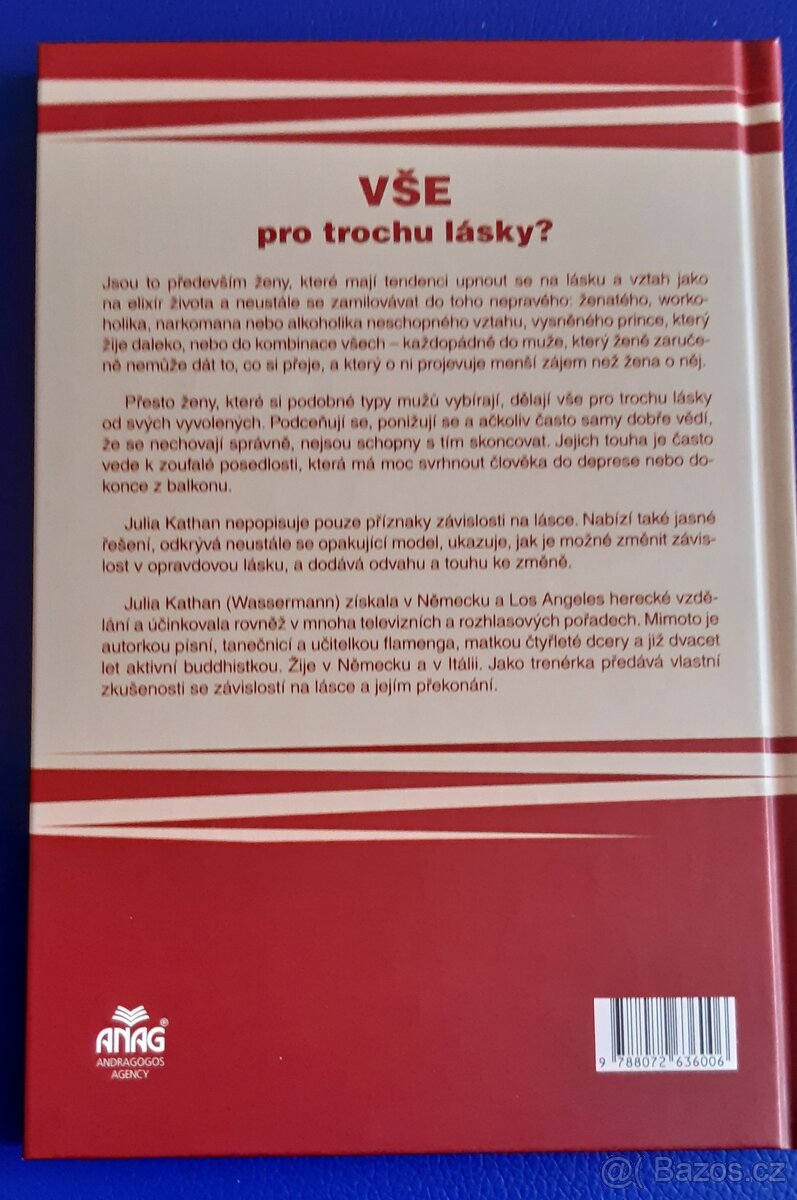 VŠE
pro trochu lásky?
Jsou to především ženy, které mají tendenci upnout se na lásku a vztah jako
na elixír života a neustále se zamilovávat do toho nepravého: ženatého, worko-
holika, narkomana nebo alkoholika neschopného vztahu, vysněného prince, který
žije daleko, nebo do kombinace všech – každopádně do muže, který ženě zaruče-
ně nemůže dát to, co si přeje, a který o ni projevuje menší zájem než žena o něj.
Přesto ženy, které si podobné typy mužů vybírají, dělají vše pro trochu lásky
od svých vyvolených. Podceňují se, ponižují se a ačkoliv často samy dobře vědí,
že se nechovají správně, nejsou schopny s tím skoncovat. Jejich touha je často
vede k zoufalé posedlosti, která má moc svrhnout člověka do deprese nebo do-
konce z balkonu.
Julia Kathan nepopisuje pouze příznaky závislosti na lásce. Nabízí také jasné
řešení, odkrývá neustále se opakující model, ukazuje, jak je možné změnit závis-
lost v opravdovou lásku, a dodává odvahu a touhu ke změně.
Julia Kathan (Wassermann) získala v Německu a Los Angeles herecké vzdě-
lání a účinkovala rovněž v mnoha televizních a rozhlasových pořadech. Mimoto je
autorkou písní, tanečnicí a učitelkou flamenga, matkou čtyřleté dcery a již dvacet
let aktivní buddhistkou. Žije v Německu a v Itálii. Jako trenérka předává vlastní
zkušenosti se závislostí na lásce a jejím překonání.
ANAG®
ANDRAGOGOS
AGENCY
9 788072 636006
@( Bazos.cz